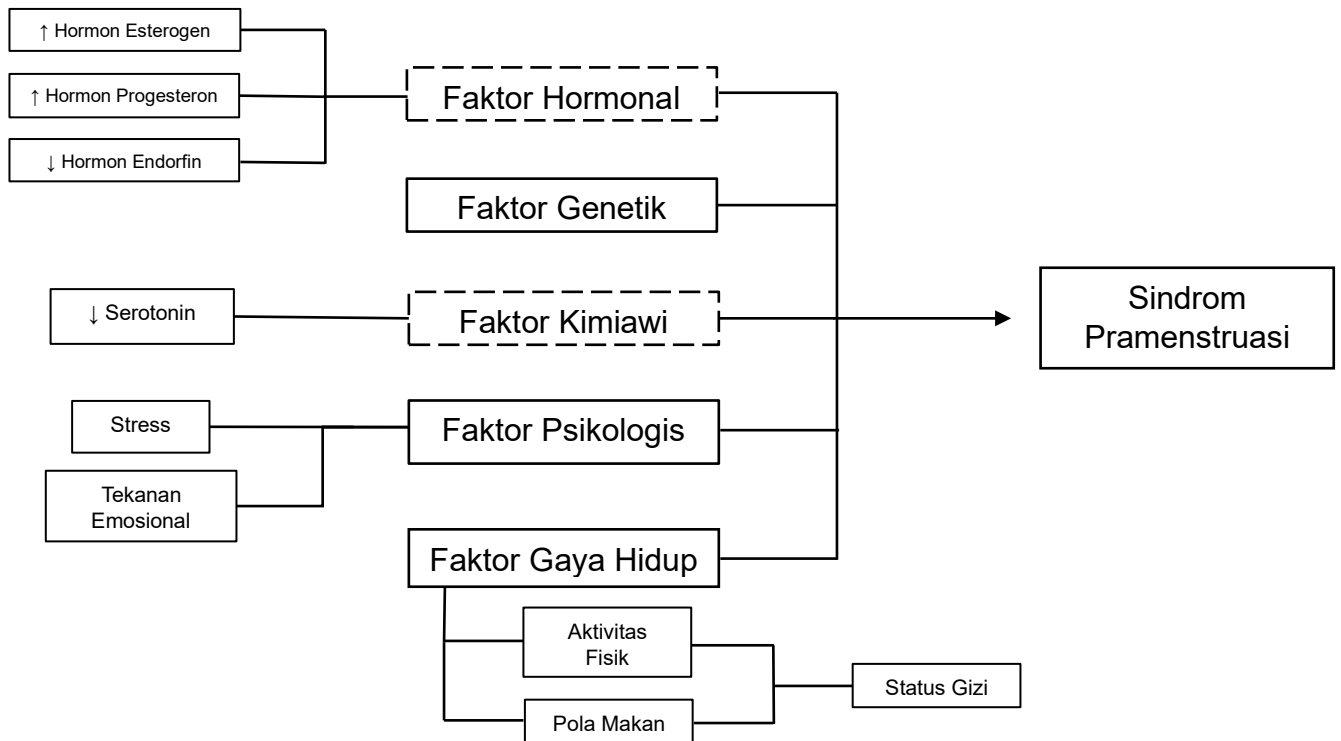 ↑ Hormon Esterogen
↑ Hormon Progesteron
↓ Hormon Endorfin
Faktor Hormonal
Faktor Genetik
↓ Serotonin
Faktor Kimiawi
Sindrom
Pramenstruasi
Stress
Tekanan
Emosional
Faktor Psikologis
Faktor Gaya Hidup
Aktivitas
Fisik
Pola Makan
Status Gizi